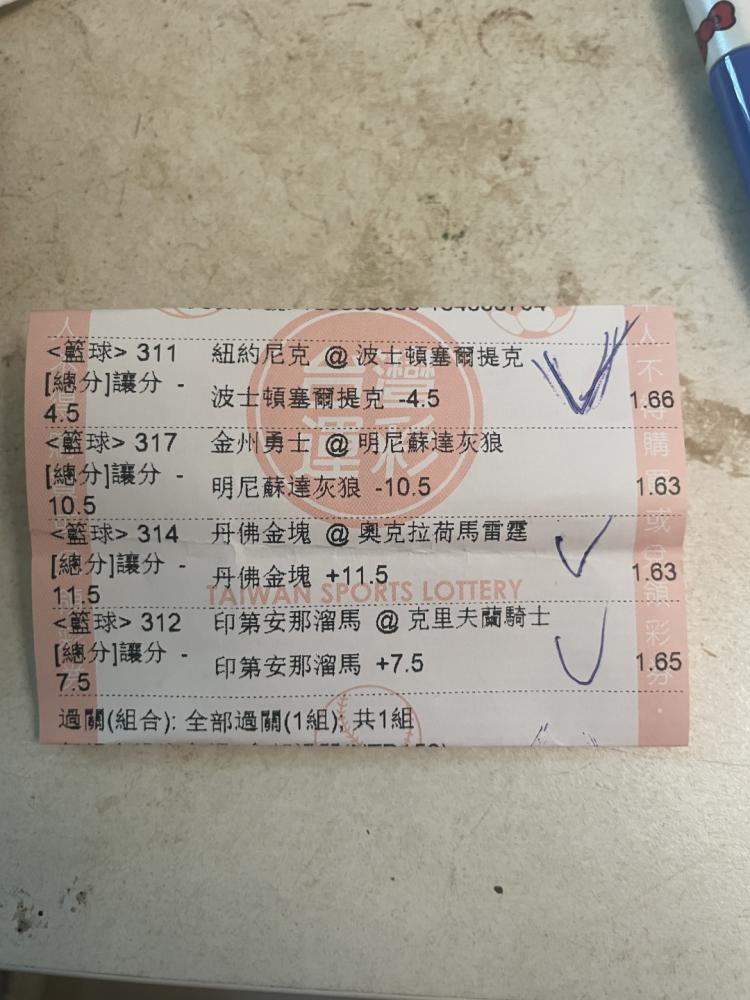 <籃球> 311 紐約尼克 @ 波士頓塞爾提克
[總分]讓分 - 4.5 波士頓塞爾提克 -4.5 1.66
<籃球> 317 金州勇士 @ 明尼蘇達灰狼
[總分]讓分 - 10.5 明尼蘇達灰狼 -10.5 1.63
<籃球> 314 丹佛金塊 @ 奧克拉荷馬雷霆
[總分]讓分 - 11.5 丹佛金塊 +11.5 1.63
TAIWAN SPORTS LOTTERY
<籃球> 312 印第安那溜馬 @ 克里夫蘭騎士
[總分]讓分 - 7.5 印第安那溜馬 +7.5 1.65
過關(組合): 全部過關(1組); 共1組
台灣運彩